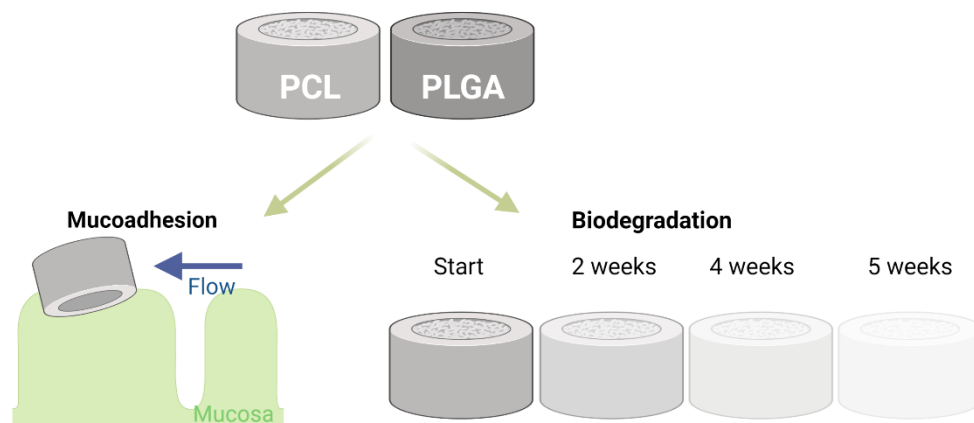 PCL
PLGA
Mucoadhesion
Biodegradation
Flow
Start
2 weeks
4 weeks
5 weeks
Mucosa